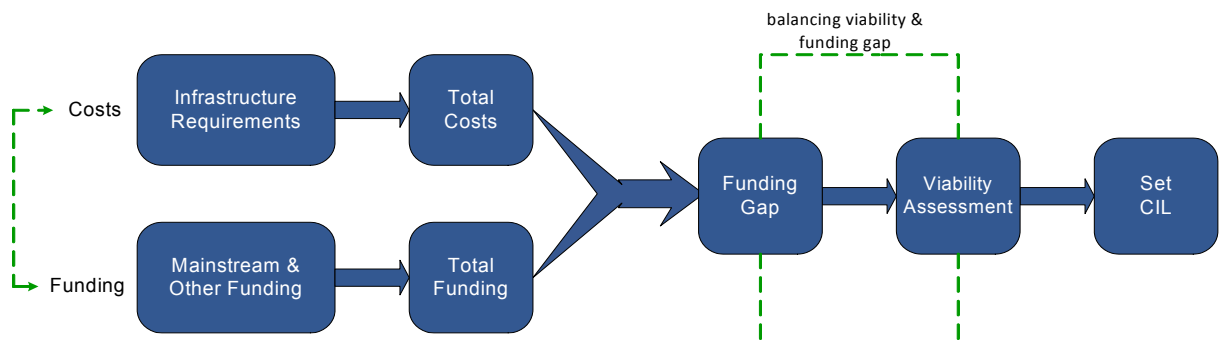 balancing viability &
funding gap
Costs
Infrastructure
Requirements
Total
Costs
Funding
Gap
Viability
Assessment
Set
CIL
Funding
Mainstream &
Other Funding
Total
Funding